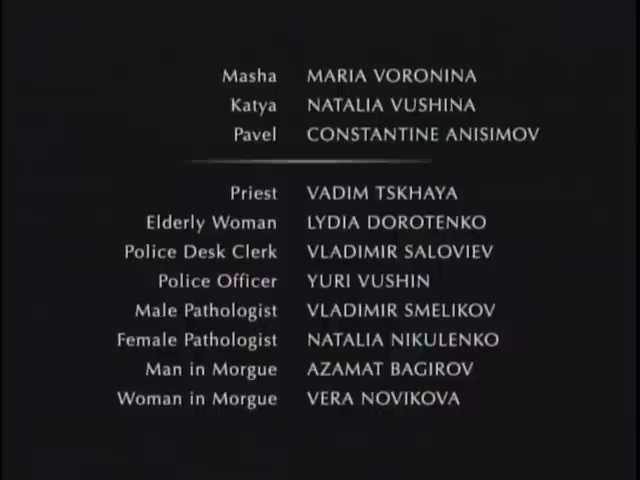 Masha MARIA VORONINA
Katya NATALIA VUSHINA
Pavel CONSTANTINE ANISIMOV
Priest VADIM TSKHAYA
Elderly Woman LYDIA DOROTENKO
Police Desk Clerk VLADIMIR SALOVIEV
Police Officer YURI VUSHIN
Male Pathologist VLADIMIR SMELIKOV
Female Pathologist NATALIA NIKULENKO
Man in Morgue AZAMAT BAGIROV
Woman in Morgue VERA NOVIKOVA